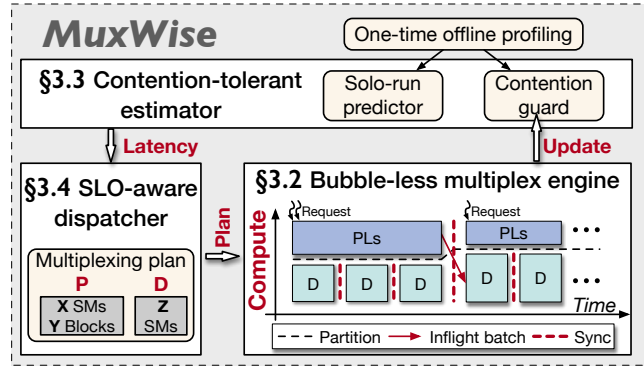 MuxWise
One-time offline profiling
§3.3 Contention-tolerant
estimator
Solo-run
predictor
Contention
guard
Latency
Update
§3.4 SLO-aware
dispatcher
Multiplexing plan
P
D
X SMs
Y Blocks
Z
SMs
Plan
§3.2 Bubble-less multiplex engine
Compute
Request
Request
PLs
PLs
D
D
D
D
D
Time
Partition
Inflight batch
Sync